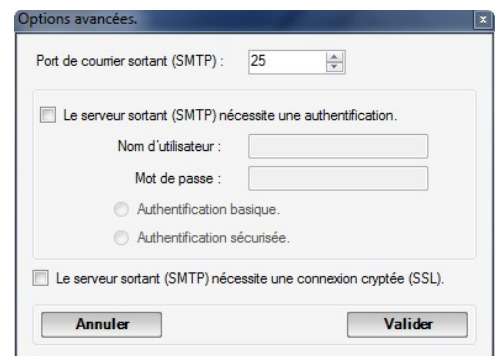 Options avancées.
Port de courrier sortant (SMTP) : 25
Le serveur sortant (SMTP) nécessite une authentification.
Nom d'utilisateur :
Mot de passe :
Authentification basique.
Authentification sécurisée.
Le serveur sortant (SMTP) nécessite une connexion cryptée (SSL).
Annuler Valider